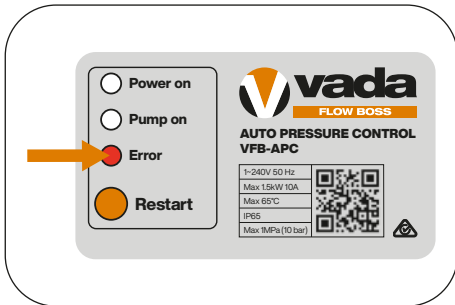 Power on
Pump on
Error
Restart
vada
FLOW BOSS
AUTO PRESSURE CONTROL
VFB-APC
1~240V 50 Hz
Max 1.5kW 10A
Max 65°C
IP65
Max 1MPa (10 bar)